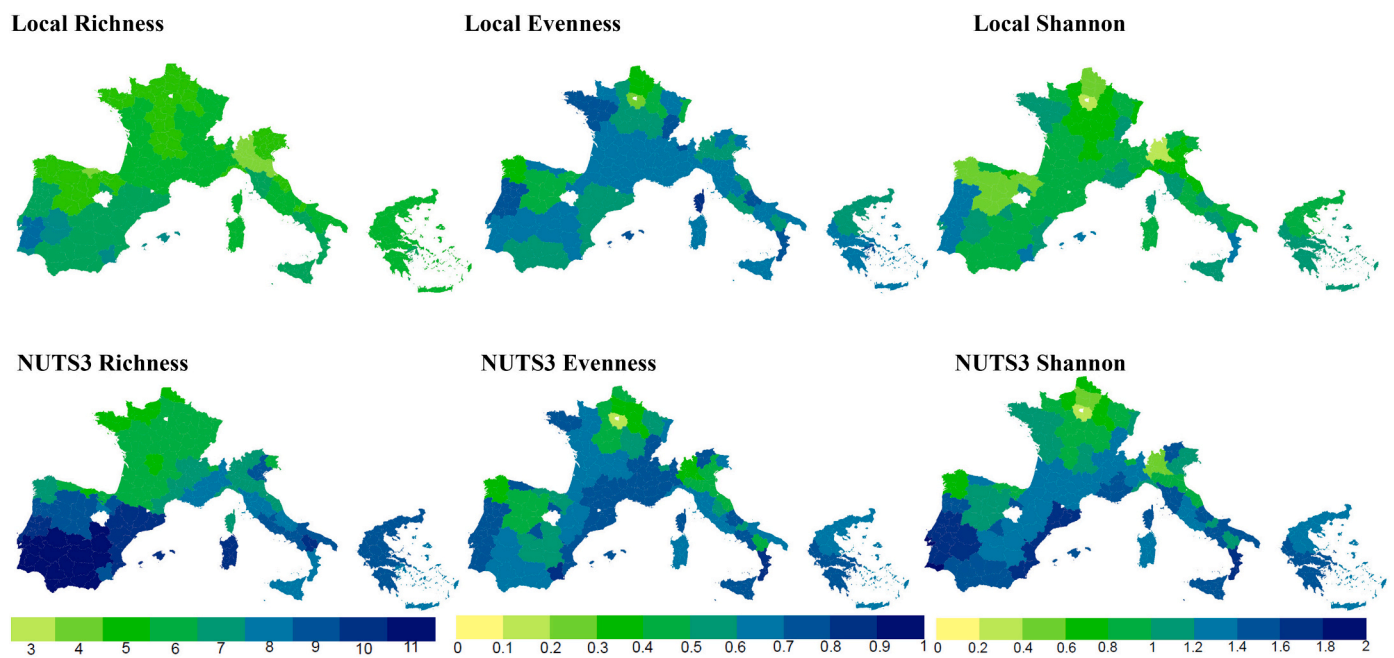 Local Richness Local Evenness Local Shannon
NUTS3 Richness NUTS3 Evenness NUTS3 Shannon
3 4 5 6 7 8 9 10 11 0 0.1 0.2 0.3 0.4 0.5 0.6 0.7 0.8 0.9 1 0 0.2 0.4 0.6 0.8 1 1.2 1.4 1.6 1.8 2